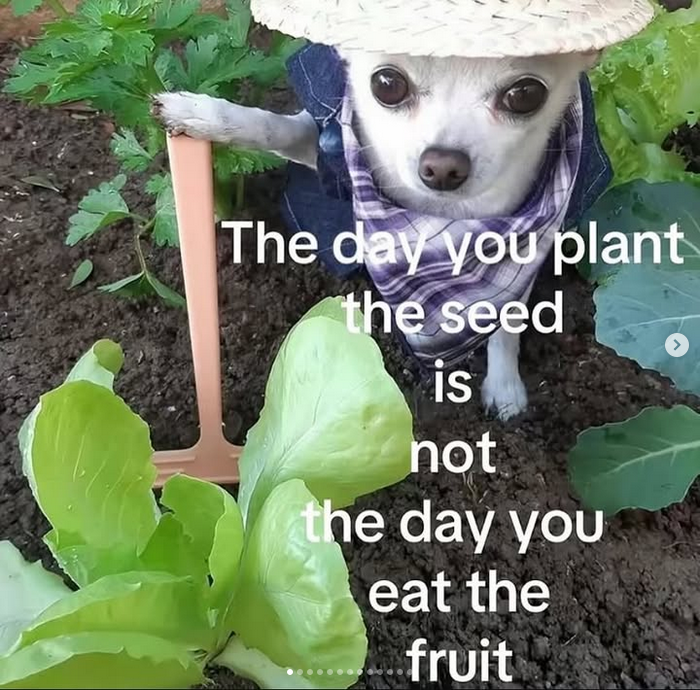 The day you plant
the seed
is
not
the day you
eat the
fruit